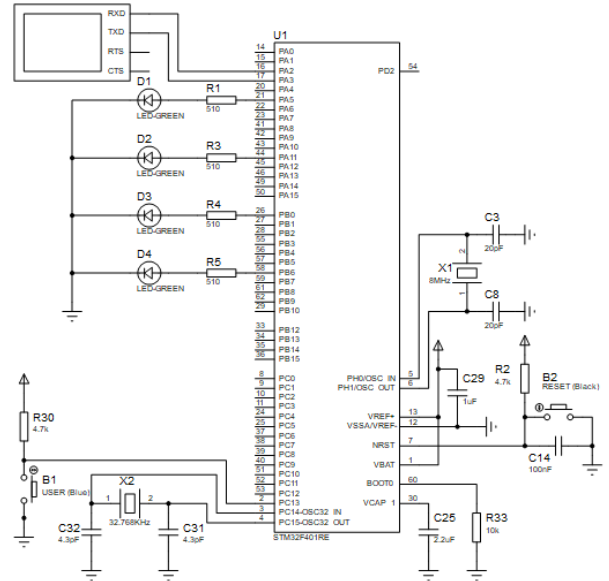 RXD
TXD
RTS
CTS
U1
14 PA0
15 PA1
16 PA2
17 PA3
20 PA4
21 PA5
22 PA6
23 PA7
41 PA8
42 PA9
43 PA10
44 PA11
45 PA12
46 PA13
49 PA14
50 PA15
PD2 54
D1
LED-GREEN
R1
510
D2
LED-GREEN
R3
510
D3
LED-GREEN
R4
510
D4
LED-GREEN
R5
510
26 PB0
27 PB1
28 PB2
55 PB3
56 PB4
57 PB5
58 PB6
59 PB7
61 PB8
62 PB9
29 PB10
33 PB12
34 PB13
35 PB14
36 PB15
8 PC0
9 PC1
10 PC2
11 PC3
24 PC4
25 PC5
37 PC6
38 PC7
39 PC8
40 PC9
51 PC10
52 PC11
53 PC12
2 PC13
3 PC14-OSC32 IN
4 PC15-OSC32 OUT
STM32F401RE
PH0/OSC IN 5
PH1/OSC OUT 6
VREF+ 13
VSSA/VREF- 12
NRST 7
VBAT 1
BOOT0 60
VCAP 1 30
C3
20pF
X1
8MHz
2
1
C8
20pF
C29
1uF
R2
4.7k
B2
RESET (Black)
C14
100nF
C25
2.2uF
R33
10k
R30
4.7k
B1
USER (Blue)
X2
1 2
32.768KHz
C32
4.3pF
C31
4.3pF